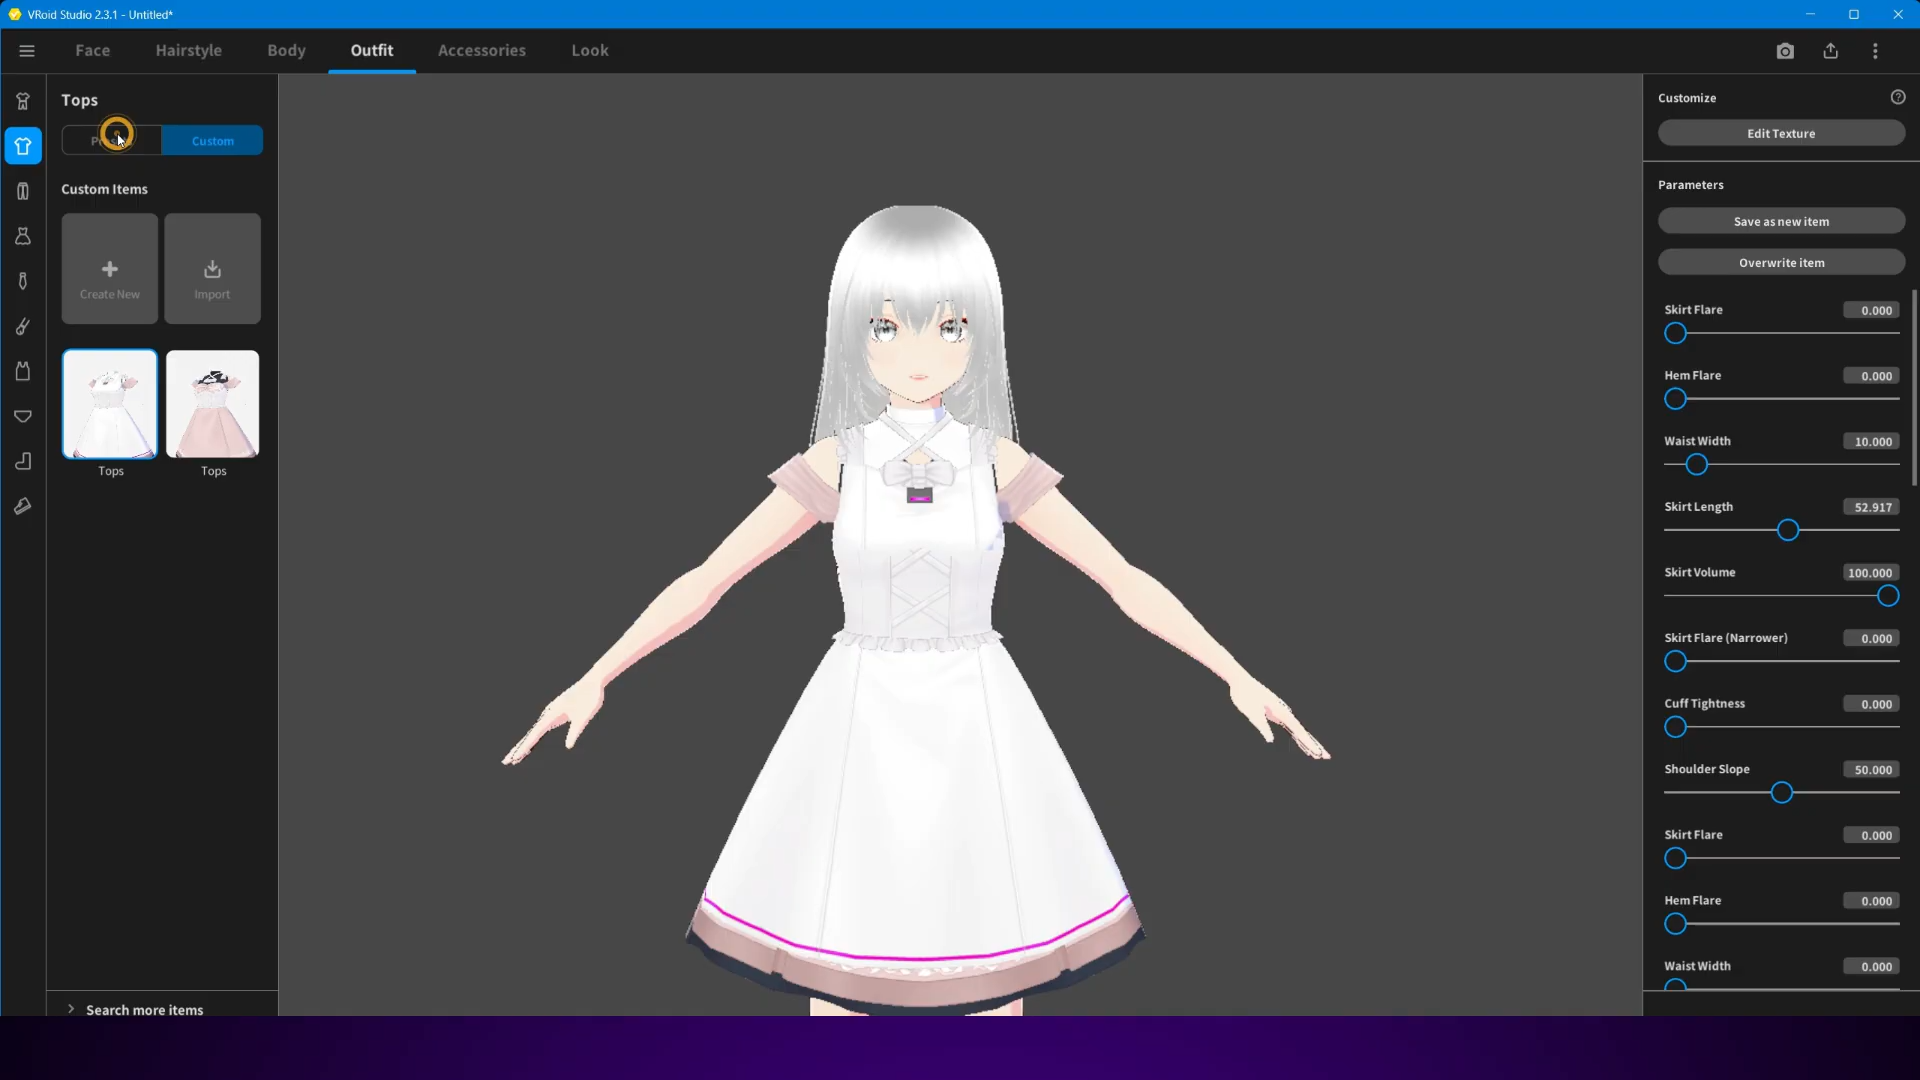 VRoid Studio 2.3.1 - Untitled*
Face Hairstyle Body Outfit Accessories Look
Tops
Custom
Custom Items
Create New Import
Tops Tops
Search more items
Customize
Edit Texture
Parameters
Save as new item
Overwrite item
Skirt Flare 0.000
Hem Flare 0.000
Waist Width 10.000
Skirt Length 52.917
Skirt Volume 100.000
Skirt Flare (Narrower) 0.000
Cuff Tightness 0.000
Shoulder Slope 50.000
Skirt Flare 0.000
Hem Flare 0.000
Waist Width 0.000